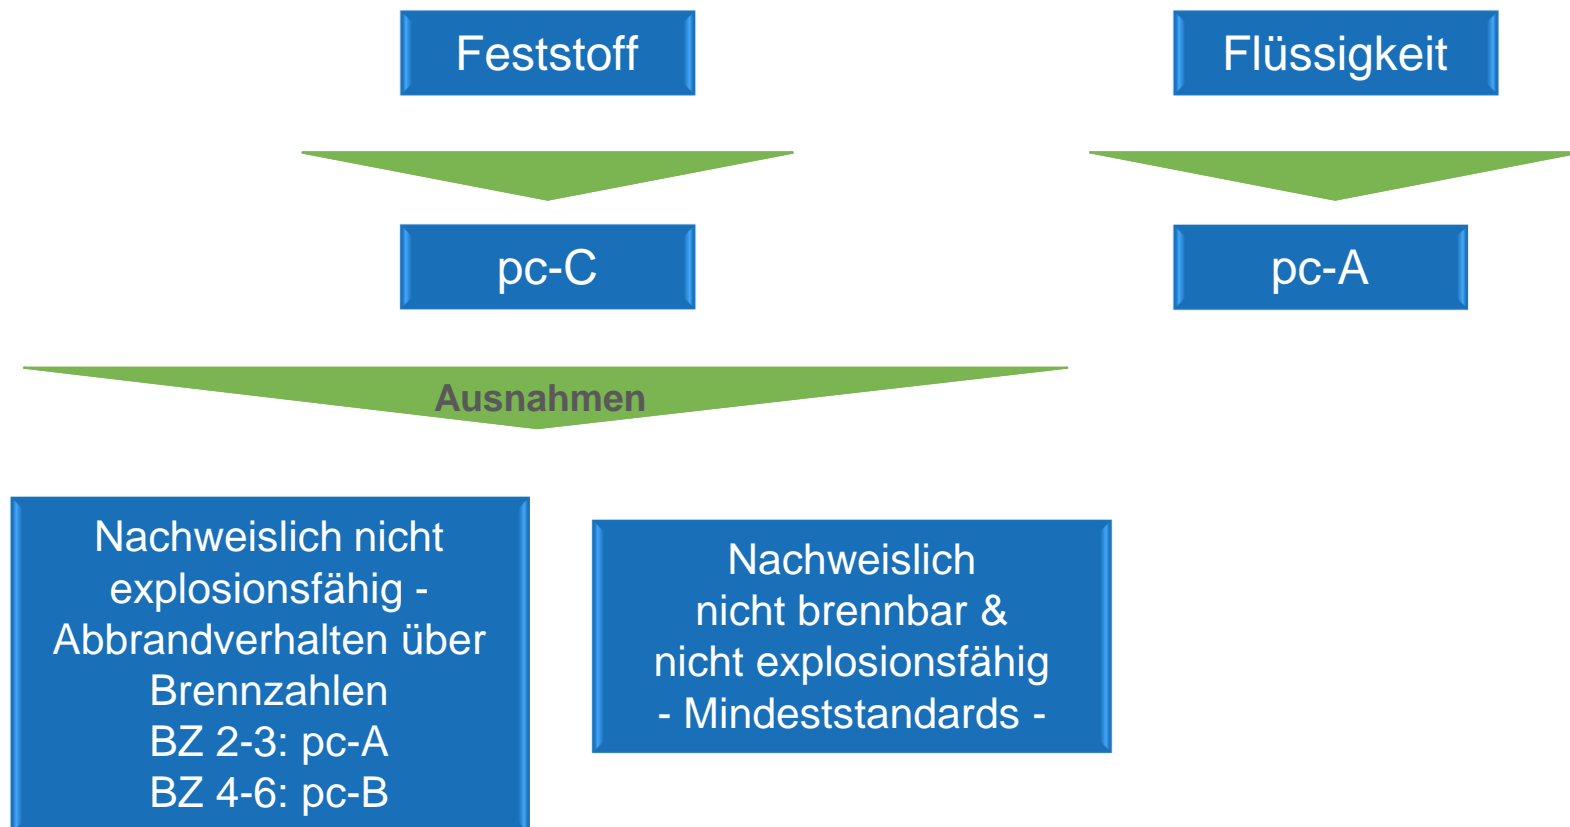 Feststoff
Flüssigkeit
pc-C
pc-A
Ausnahmen
Nachweislich nicht
explosionsfähig -
Abbrandverhalten über
Brennzahlen
BZ 2-3: pc-A
BZ 4-6: pc-B
Nachweislich
nicht brennbar &
nicht explosionsfähig
- Mindeststandards -